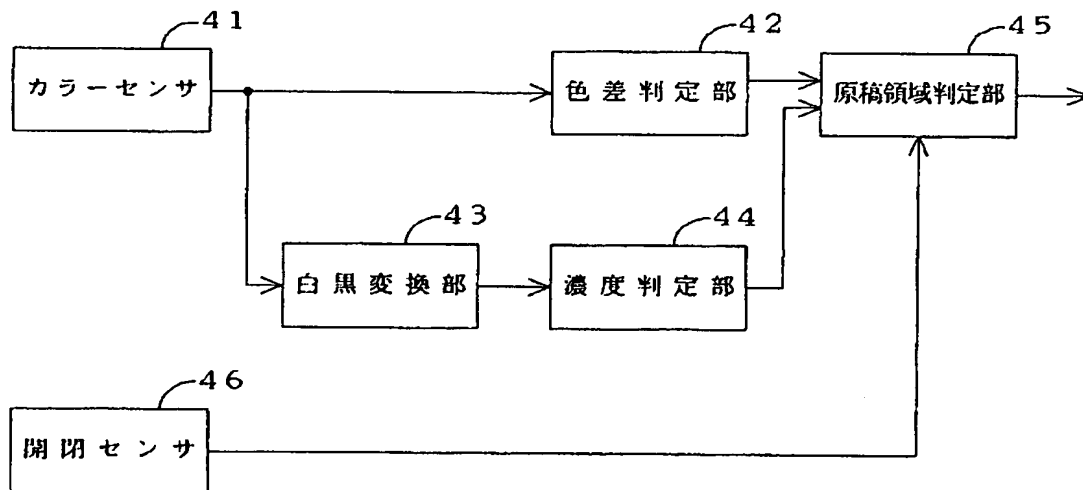 41
カラーセンサ
42
色差判定部
45
原稿領域判定部
43
白黒変換部
44
濃度判定部
46
開閉センサ